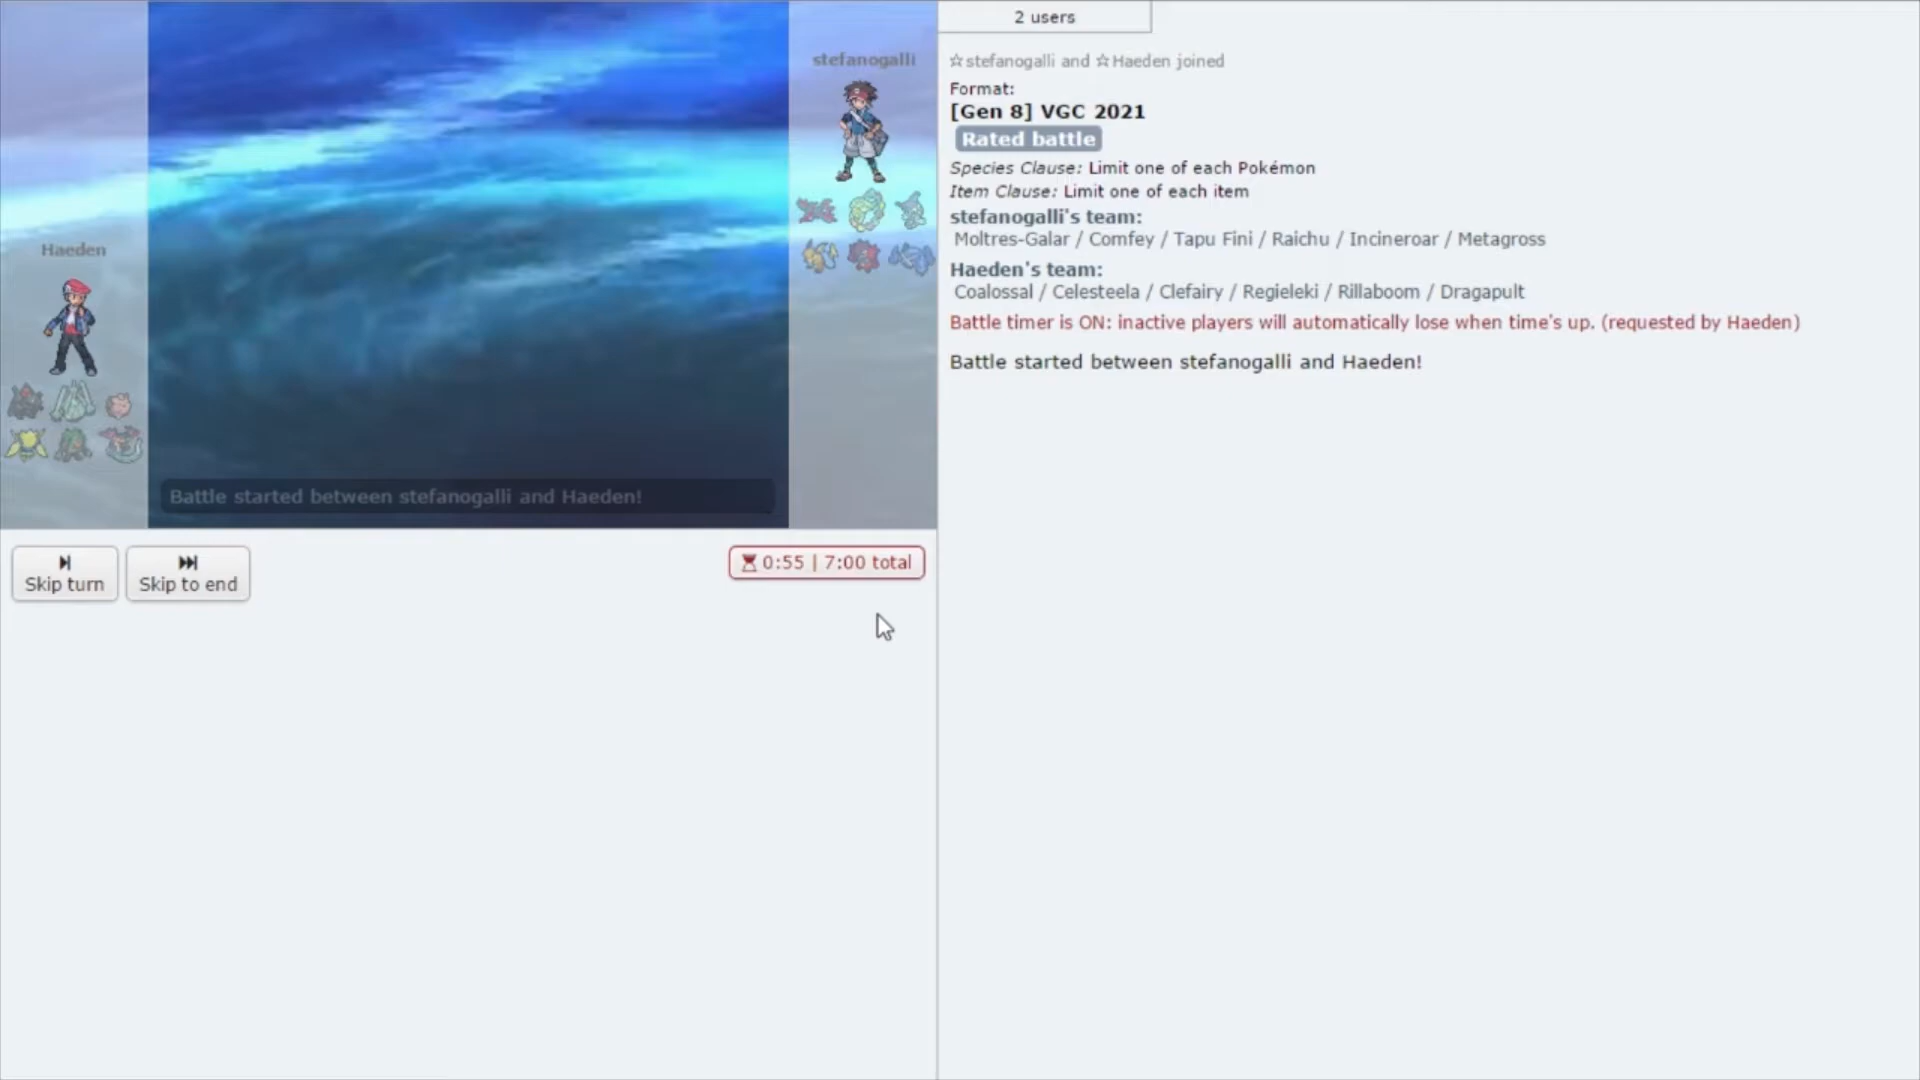 stefanogalli
Haeden
Battle started between stefanogalli and Haeden!
Skip turn
Skip to end
0:55 | 7:00 total
2 users
☆stefanogalli and ☆Haeden joined
Format:
[Gen 8] VGC 2021
Rated battle
Species Clause: Limit one of each Pokémon
Item Clause: Limit one of each item
stefanogalli's team:
Moltres-Galar / Comfey / Tapu Fini / Raichu / Incineroar / Metagross
Haeden's team:
Coalossal / Celesteela / Clefairy / Regieleki / Rillaboom / Dragapult
Battle timer is ON: inactive players will automatically lose when time's up. (requested by Haeden)
Battle started between stefanogalli and Haeden!